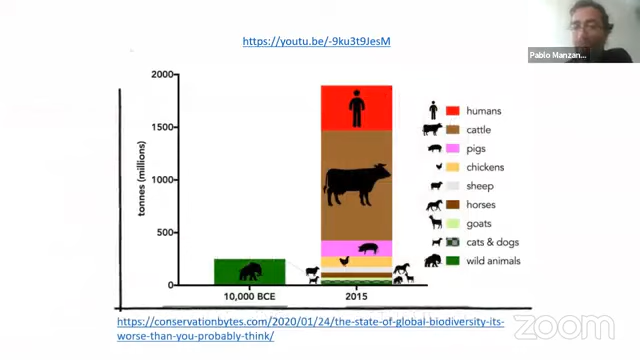 https://youtu.be/-9ku3t9JesM
Pablo Manzan...
2000
1500
1000
500
0
tonnes (millions)
10,000 BCE
2015
humans
cattle
pigs
chickens
sheep
horses
goats
cats & dogs
wild animals
https://conservationbytes.com/2020/01/24/the-state-of-global-biodiversity-its-
worse-than-you-probably-think/
zoom